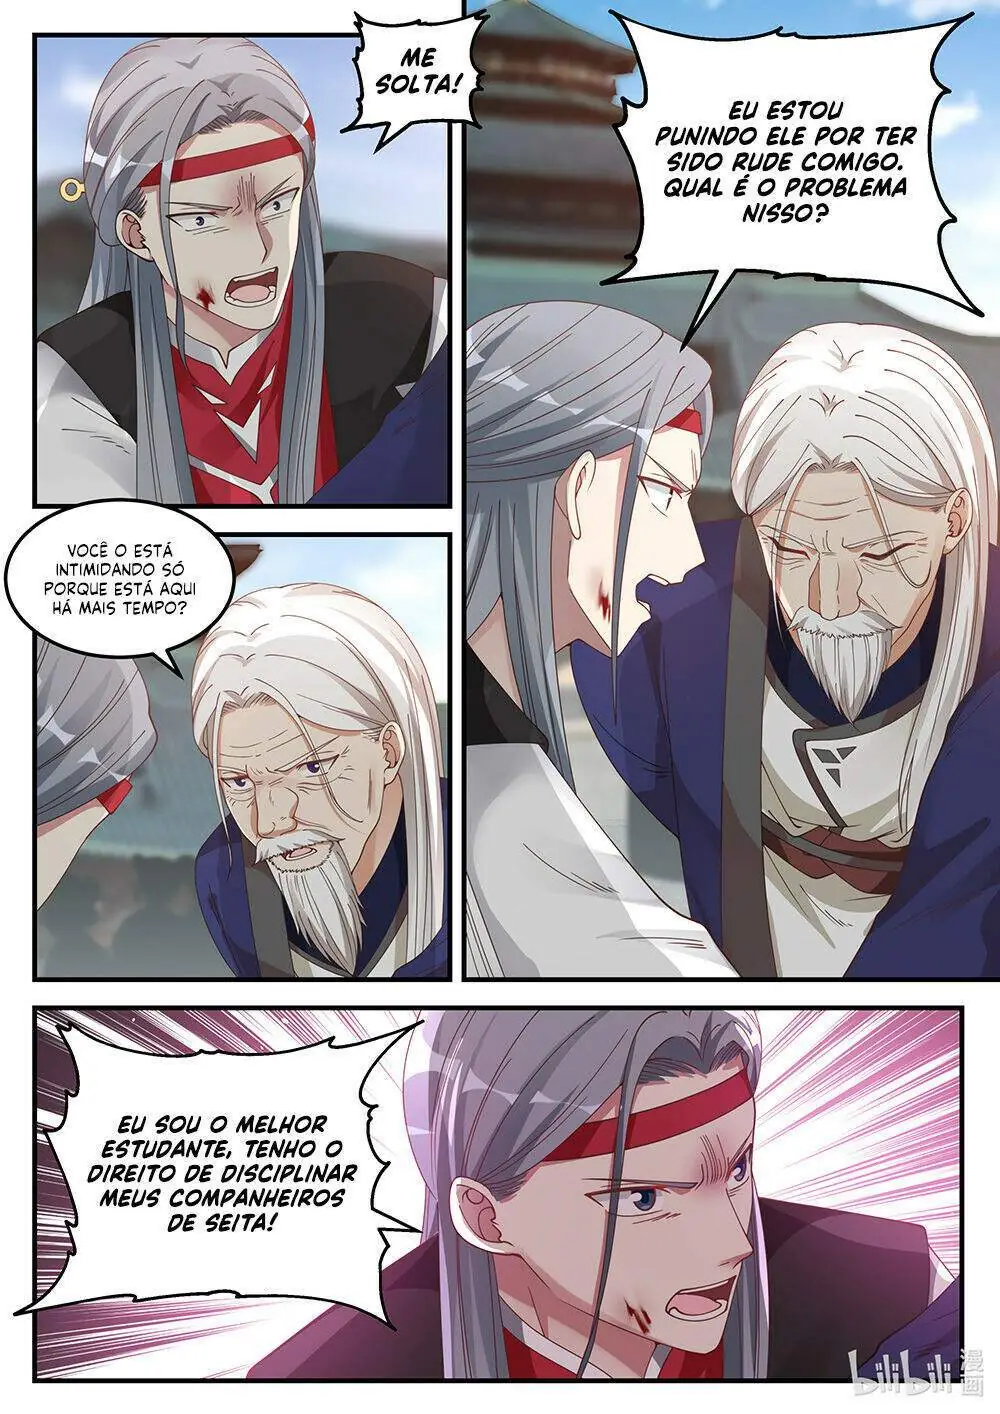 ME
SOLTA!
EU ESTOU
PUNINDO ELE POR TER
SIDO RUDE COMIGO.
QUAL É O PROBLEMA
NISSO?
VOCÊ O ESTÁ
INTIMIDANDO SÓ
PORQUE ESTÁ AQUI
HÁ MAIS TEMPO?
EU SOU O MELHOR
ESTUDANTE, TENHO O
DIREITO DE DISCIPLINAR
MEUS COMPANHEIROS
DE SEITA!
bilibili 漫画